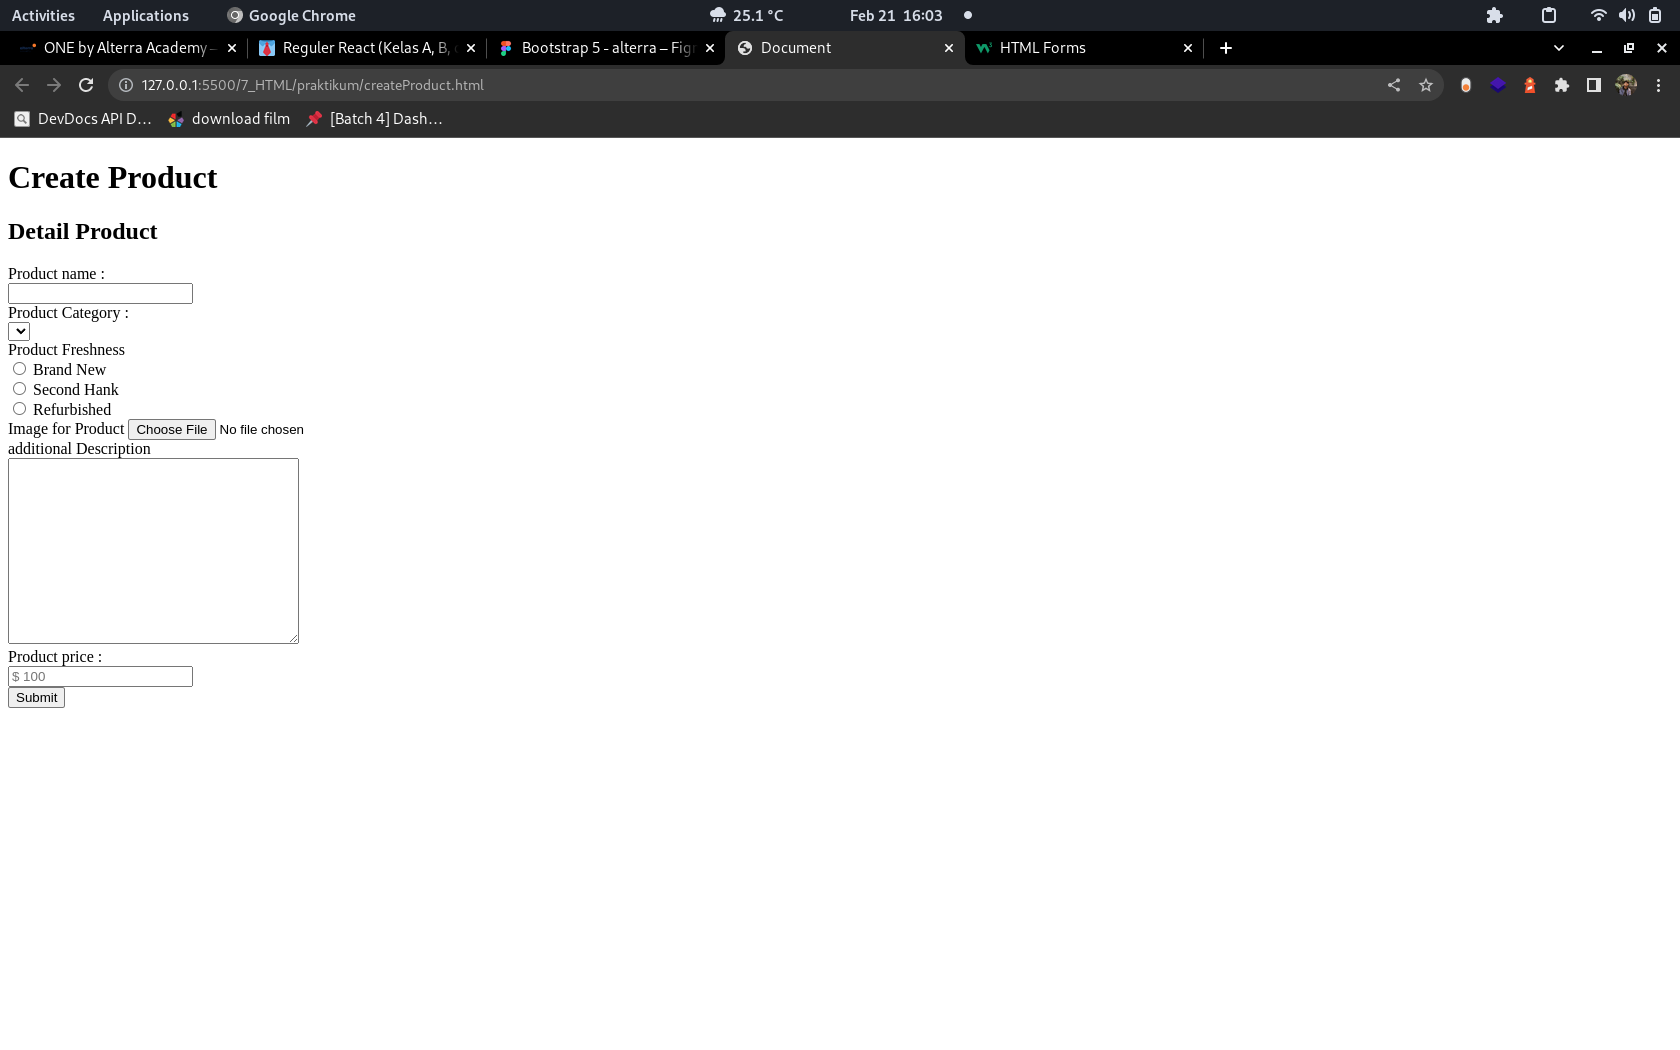 Activities Applications Google Chrome 25.1 °C Feb 21 16:03
ONE by Alterra Academy Reguler React (Kelas A, B, Bootstrap 5 - alterra – Document HTML Forms
127.0.0.1:5500/7_HTML/praktikum/createProduct.html
DevDocs API D... download film [Batch 4] Dash...
Create Product
Detail Product
Product name :
Product Category :
Product Freshness
Brand New
Second Hank
Refurbished
Image for Product Choose File No file chosen
additional Description
Product price :
$ 100
Submit